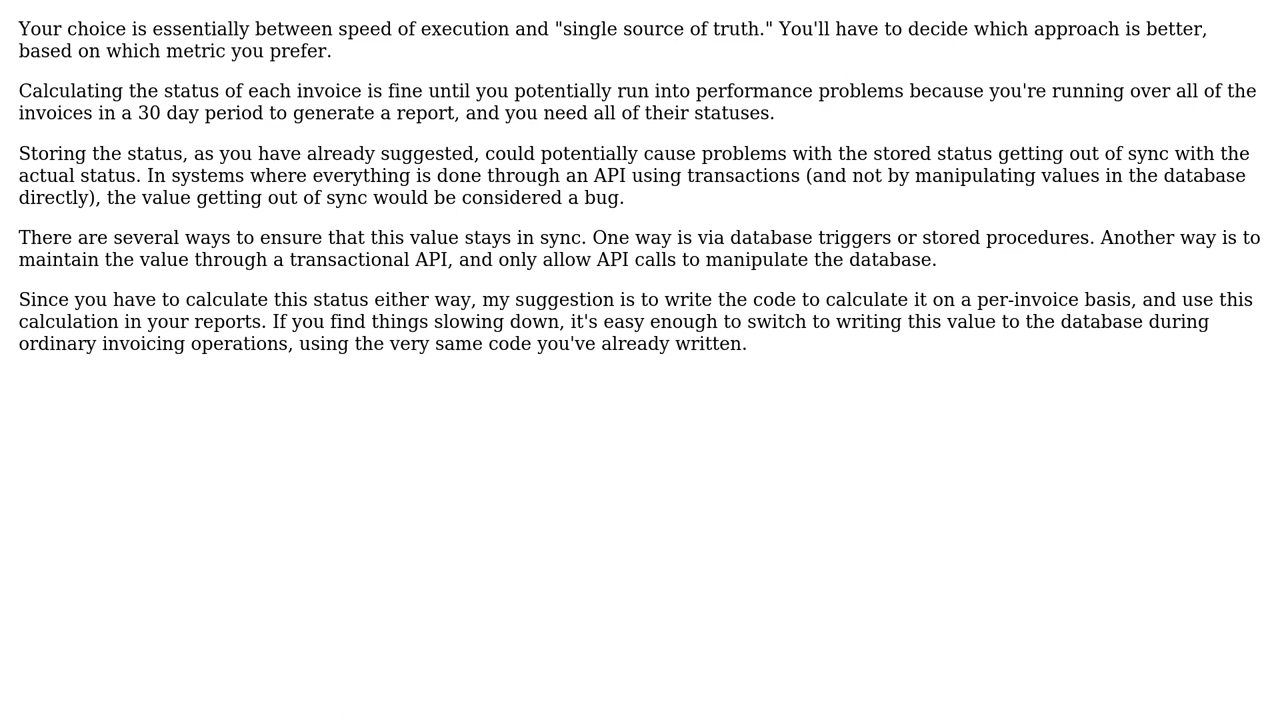 Your choice is essentially between speed of execution and "single source of truth." You'll have to decide which approach is better,
based on which metric you prefer.
Calculating the status of each invoice is fine until you potentially run into performance problems because you're running over all of the
invoices in a 30 day period to generate a report, and you need all of their statuses.
Storing the status, as you have already suggested, could potentially cause problems with the stored status getting out of sync with the
actual status. In systems where everything is done through an API using transactions (and not by manipulating values in the database
directly), the value getting out of sync would be considered a bug.
There are several ways to ensure that this value stays in sync. One way is via database triggers or stored procedures. Another way is to
maintain the value through a transactional API, and only allow API calls to manipulate the database.
Since you have to calculate this status either way, my suggestion is to write the code to calculate it on a per-invoice basis, and use this
calculation in your reports. If you find things slowing down, it's easy enough to switch to writing this value to the database during
ordinary invoicing operations, using the very same code you've already written.